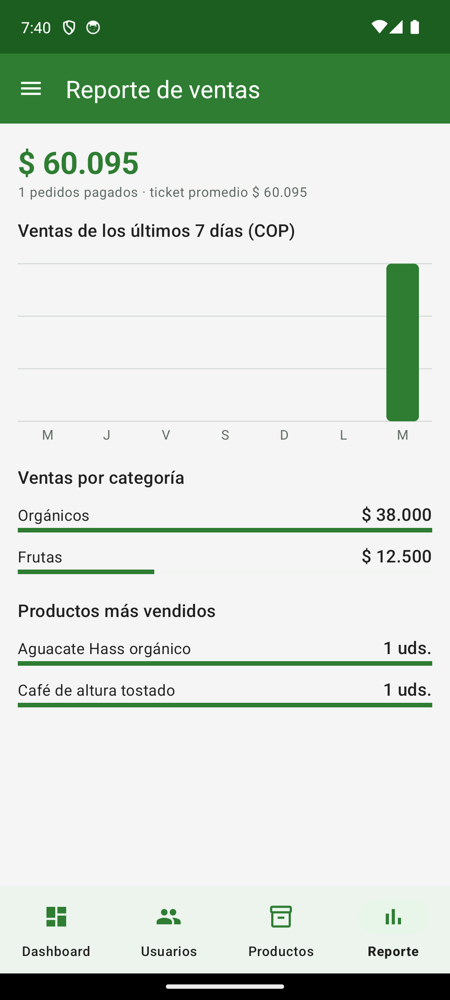 7:40
Reporte de ventas
$ 60.095
1 pedidos pagados · ticket promedio $ 60.095
Ventas de los últimos 7 días (COP)
M J V S D L M
Ventas por categoría
Orgánicos $ 38.000
Frutas $ 12.500
Productos más vendidos
Aguacate Hass orgánico 1 uds.
Café de altura tostado 1 uds.
Dashboard Usuarios Productos Reporte